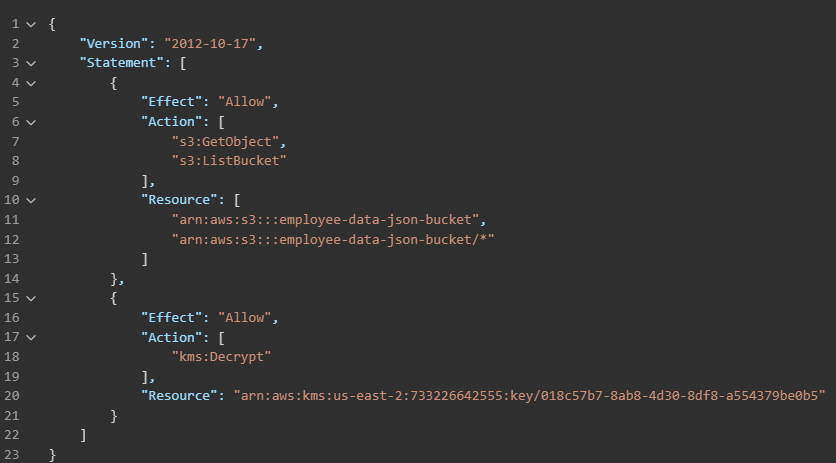 1 {
2 "Version": "2012-10-17",
3 "Statement": [
4 {
5 "Effect": "Allow",
6 "Action": [
7 "s3:GetObject",
8 "s3:ListBucket"
9 ],
10 "Resource": [
11 "arn:aws:s3:::employee-data-json-bucket",
12 "arn:aws:s3:::employee-data-json-bucket/*"
13 ]
14 },
15 {
16 "Effect": "Allow",
17 "Action": [
18 "kms:Decrypt"
19 ],
20 "Resource": "arn:aws:kms:us-east-2:733226642555:key/018c57b7-8ab8-4d30-8df8-a554379be0b5"
21 }
22 ]
23 }